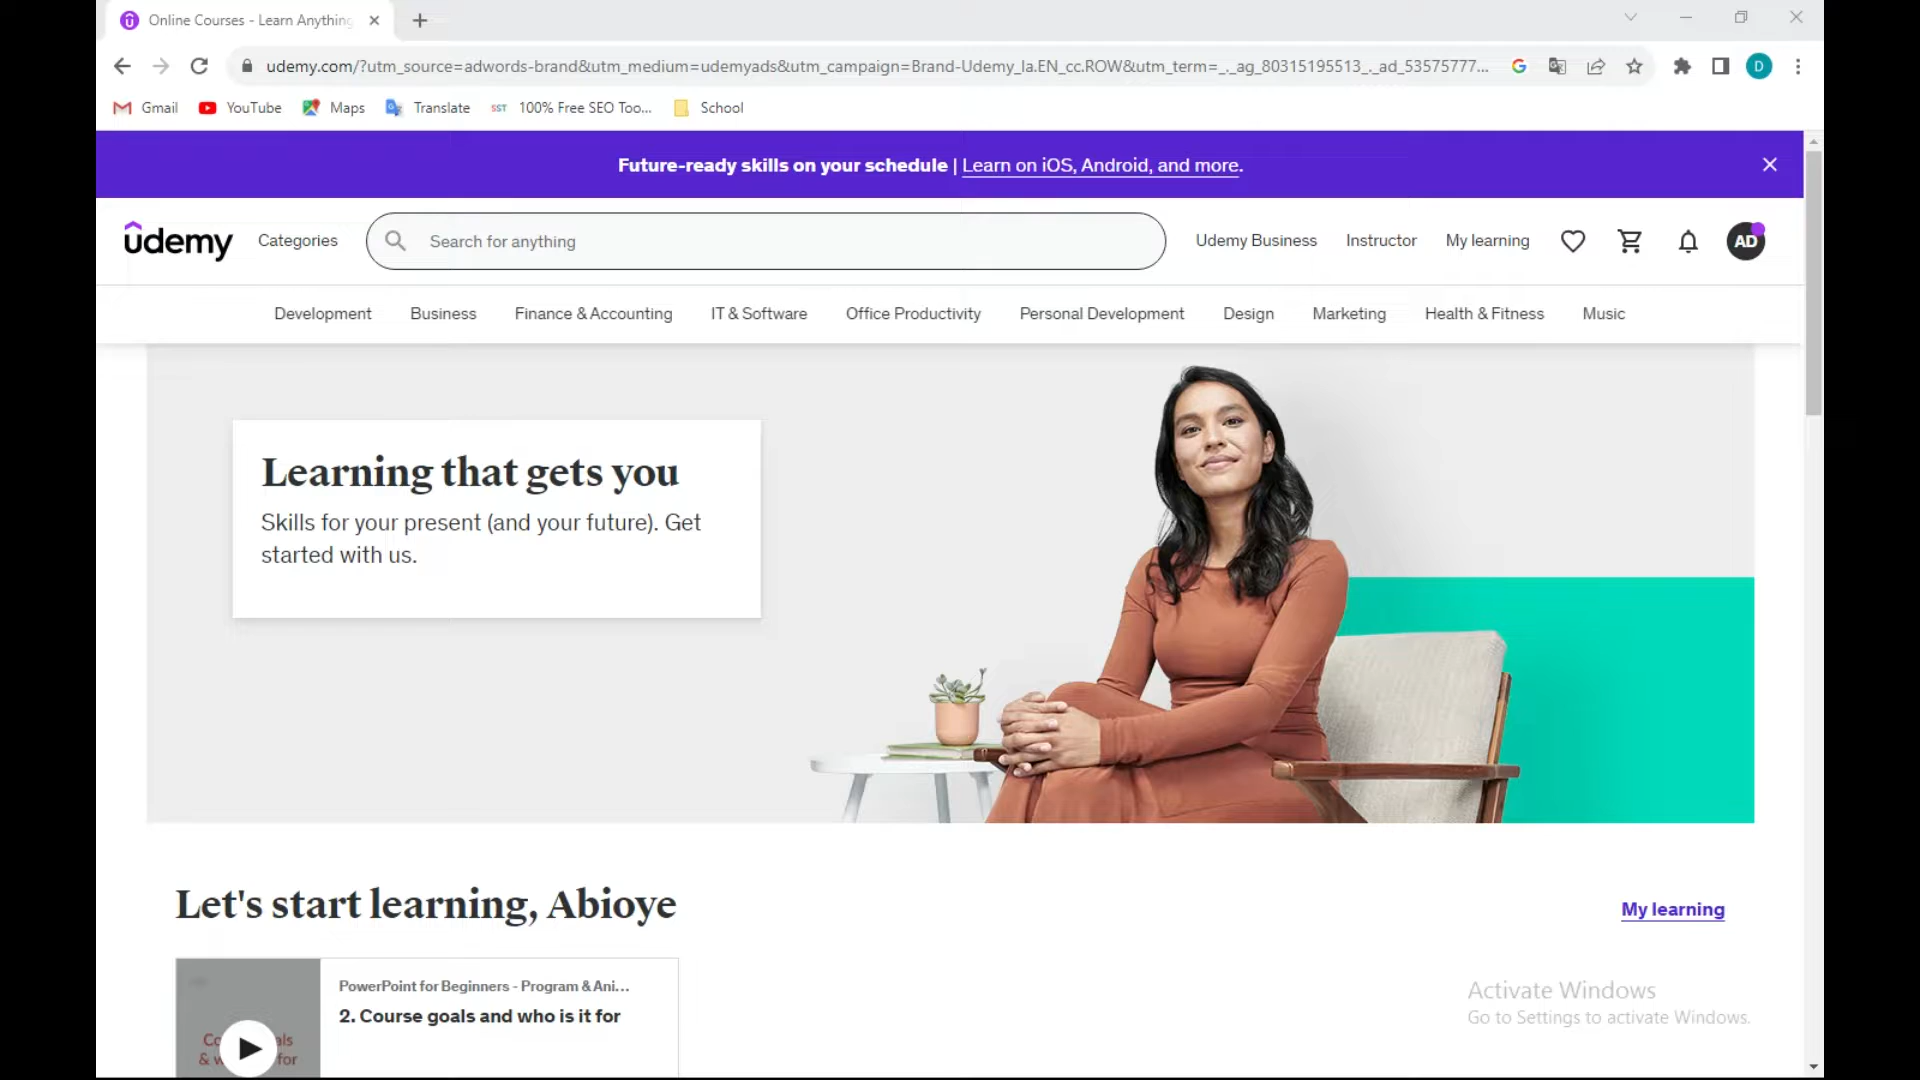 Online Courses - Learn Anything
udemy.com/?utm_source=adwords-brand&utm_medium=udemyads&utm_campaign=Brand-Udemy_la.EN_cc.ROW&utm_term=_._ag_80315195513_._ad_53575777...
D
Gmail
YouTube
Maps
Translate
SST 100% Free SEO Too...
School
Future-ready skills on your schedule | Learn on iOS, Android, and more.
udemy
Categories
Search for anything
Udemy Business
Instructor
My learning
AD
Development
Business
Finance & Accounting
IT & Software
Office Productivity
Personal Development
Design
Marketing
Health & Fitness
Music
Learning that gets you
Skills for your present (and your future). Get
started with us.
Let's start learning, Abioye
My learning
PowerPoint for Beginners - Program & Ani...
2. Course goals and who is it for
Activate Windows
Go to Settings to activate Windows.